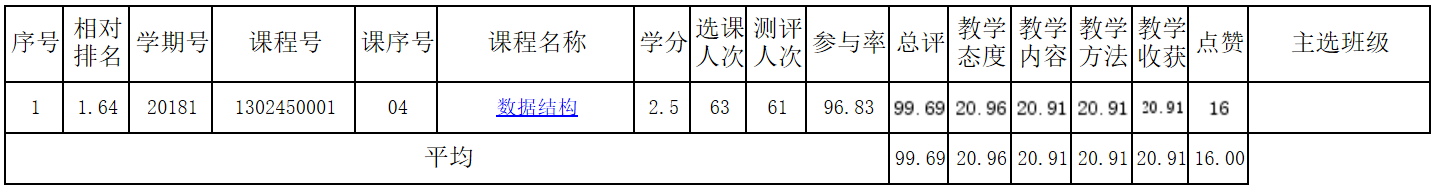 序号 相对排名 学期号 课程号 课序号 课程名称 学分 选课人次 测评人次 参与率 总评 教学态度 教学内容 教学方法 教学收获 点赞 主选班级
1 1.64 20181 1302450001 04 数据结构 2.5 63 61 96.83 99.69 20.96 20.91 20.91 20.91 16
平均 99.69 20.96 20.91 20.91 20.91 16.00